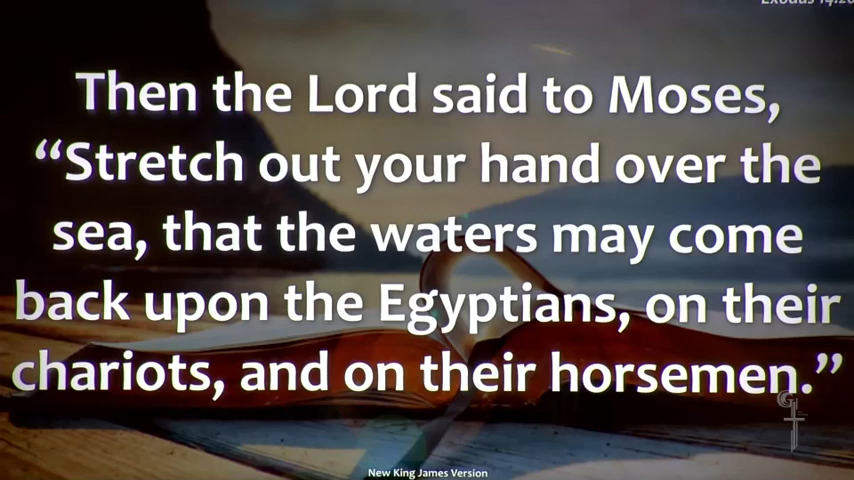 Then the Lord said to Moses,
“Stretch out your hand over the
sea, that the waters may come
back upon the Egyptians, on their
chariots, and on their horsemen.”
New King James Version